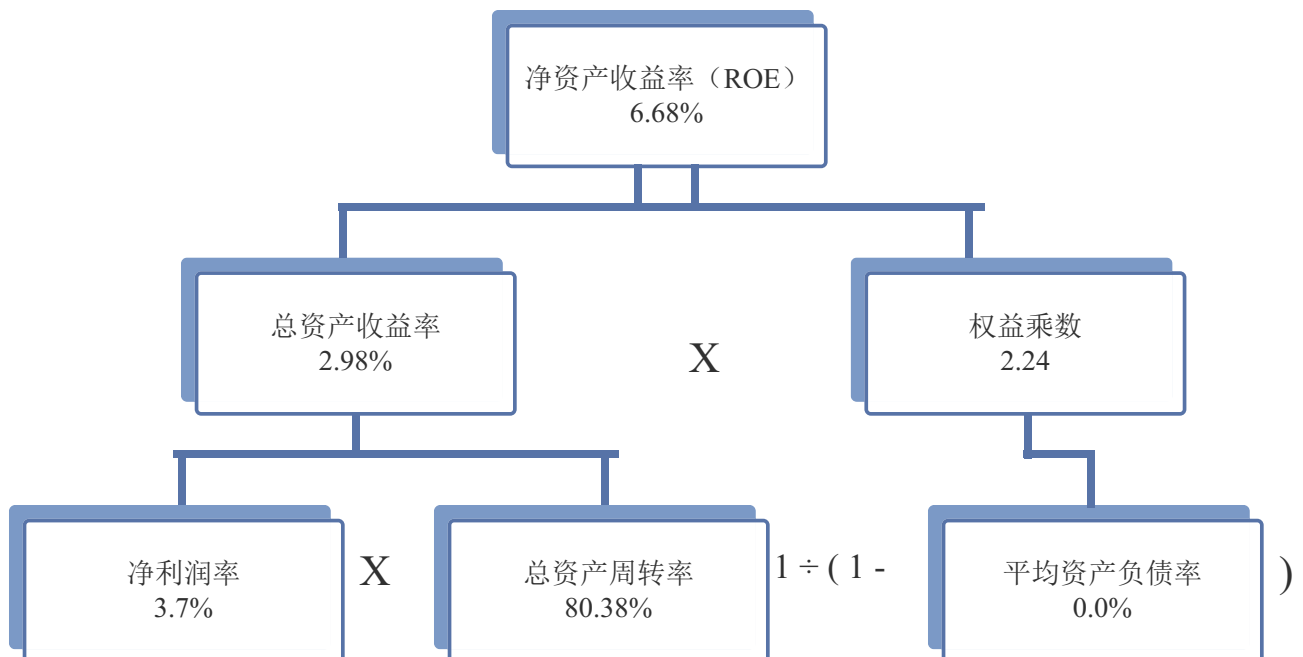 净资产收益率（ROE）
6.68%
总资产收益率
2.98%
X
权益乘数
2.24
净利润率
3.7%
X
总资产周转率
80.38%
1 ÷ ( 1 -
平均资产负债率
0.0%
)